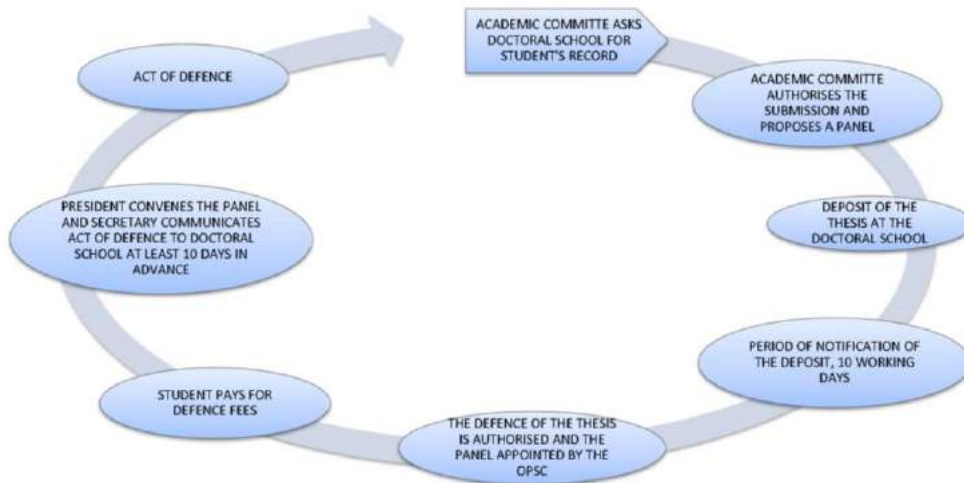 ACADEMIC COMMITTE ASKS
DOCTORAL SCHOOL FOR
STUDENT'S RECORD
ACADEMIC COMMITTE
AUTHORISES THE
SUBMISSION AND
PROPOSES A PANEL
DEPOSIT OF THE
THESIS AT THE
DOCTORAL SCHOOL
PERIOD OF NOTIFICATION OF
THE DEPOSIT, 10 WORKING
DAYS
THE DEFENCE OF THE THESIS
IS AUTHORISED AND THE
PANEL APPOINTED BY THE
OPSC
STUDENT PAYS FOR
DEFENCE FEES
PRESIDENT CONVENES THE PANEL
AND SECRETARY COMMUNICATES
ACT OF DEFENCE TO DOCTORAL
SCHOOL AT LEAST 10 DAYS IN
ADVANCE
ACT OF DEFENCE